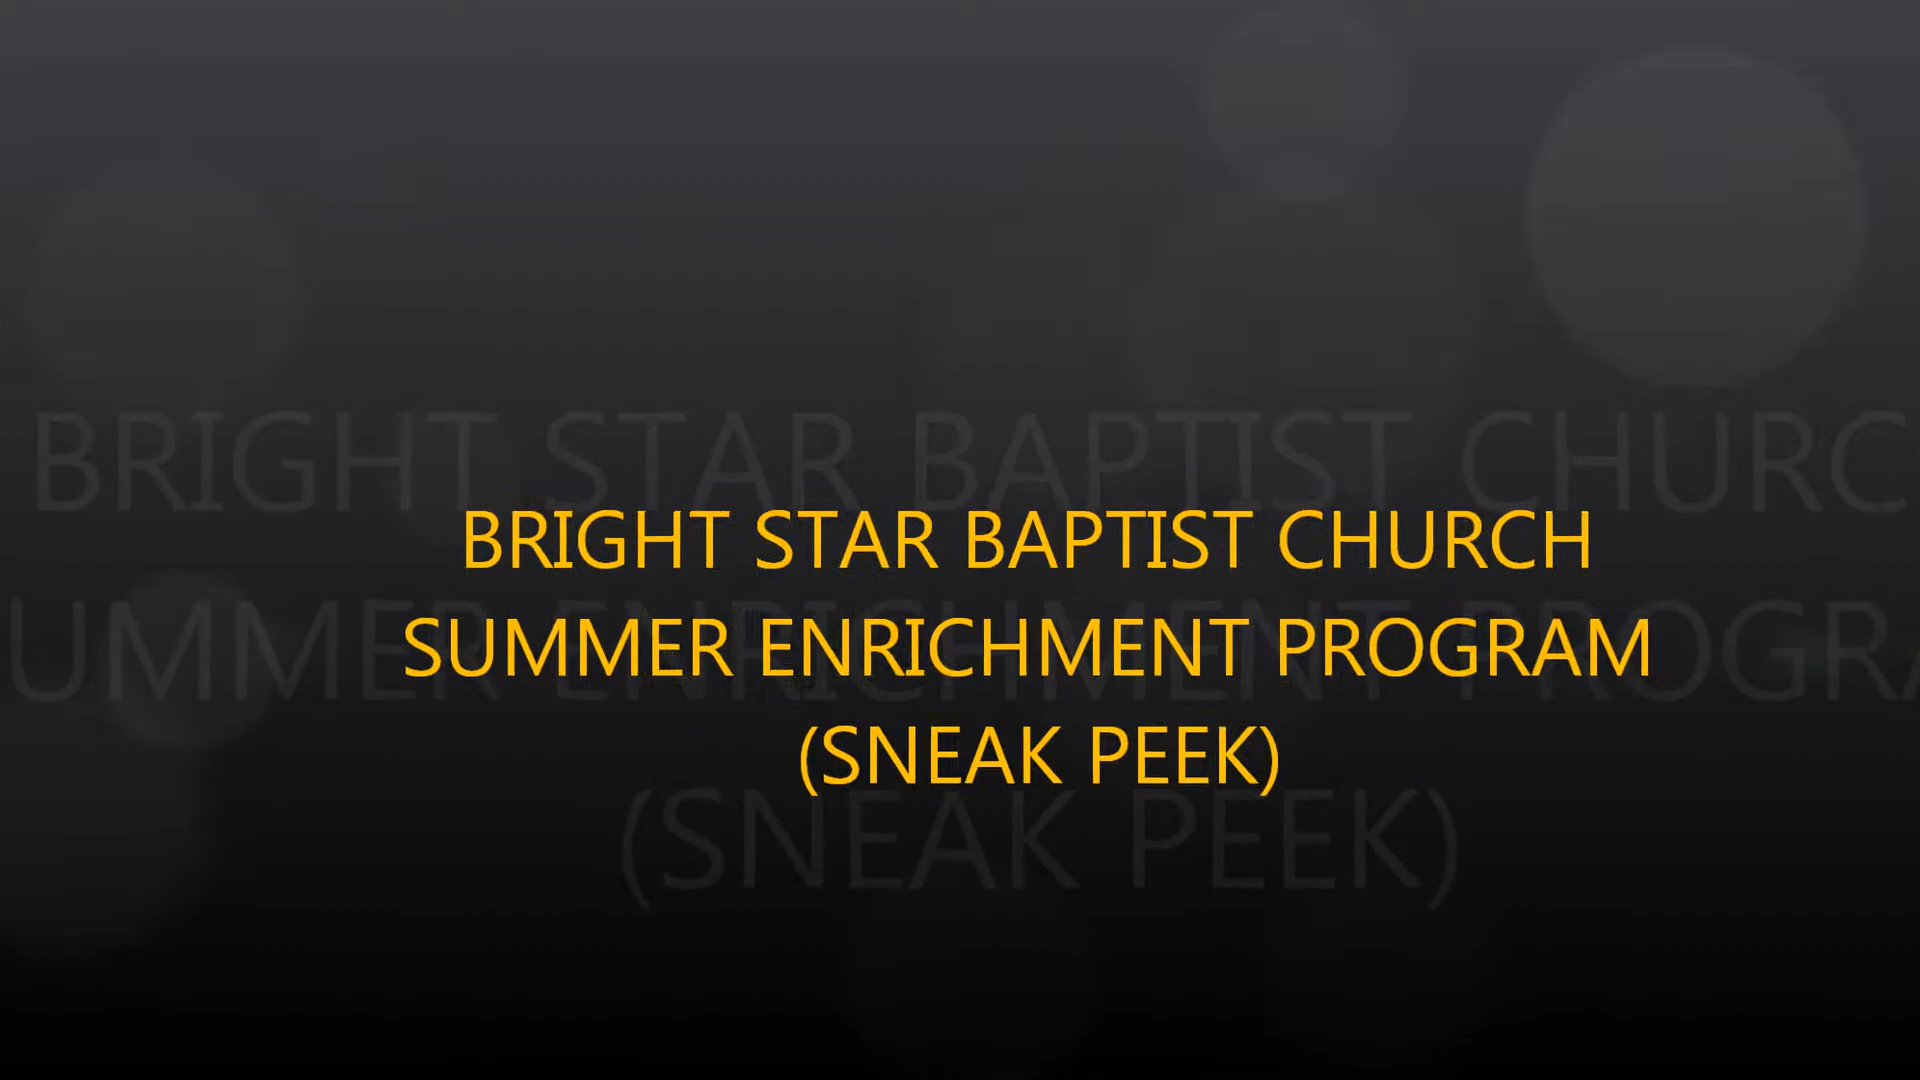 BRIGHT STAR BAPTIST CHURCH
SUMMER ENRICHMENT PROGRAM
(SNEAK PEEK)